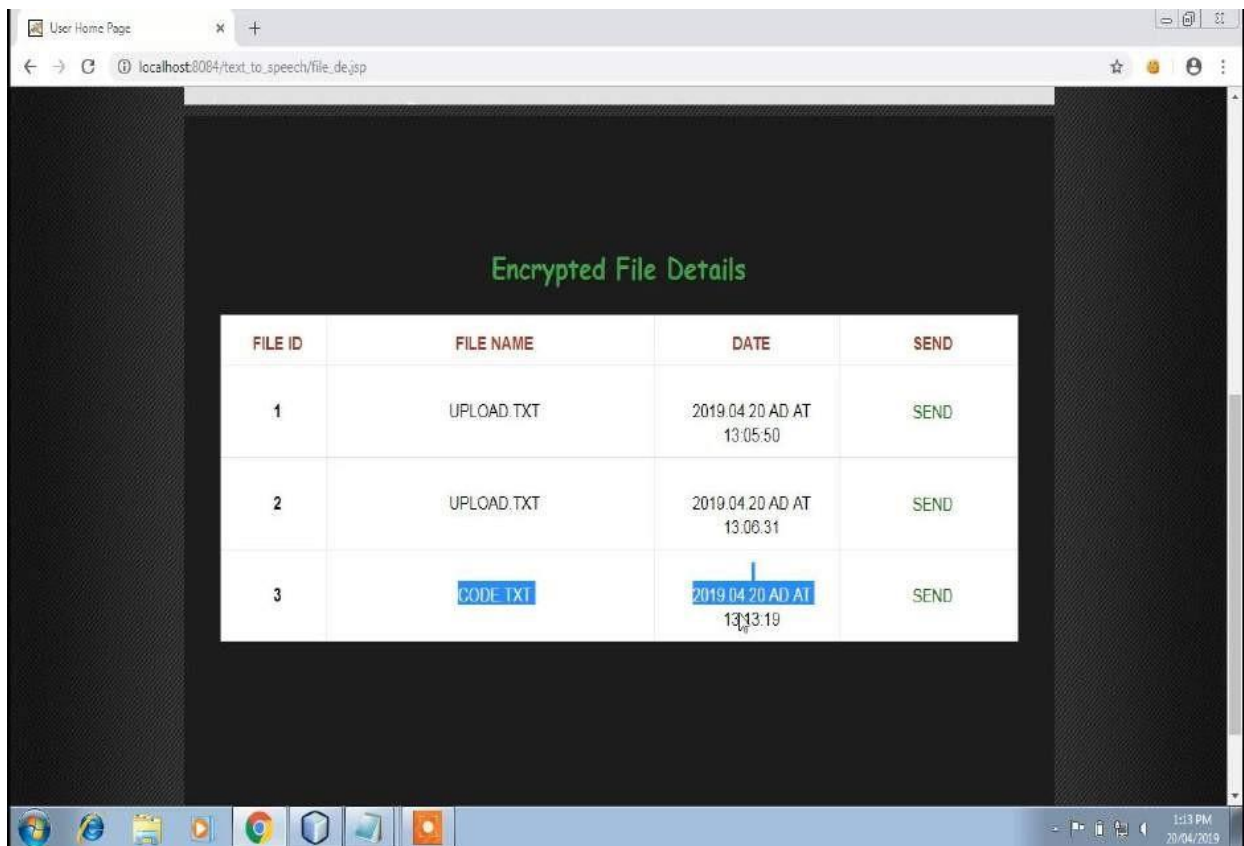 User Home Page
localhost:8084/text_to_speech/file_de.jsp
Encrypted File Details
FILE ID FILE NAME DATE SEND
1 UPLOAD.TXT 2019.04.20 AD AT SEND
13:05:50
2 UPLOAD.TXT 2019.04.20 AD AT SEND
13:06:31
3 CODE.TXT 2019.04.20 AD AT SEND
13:13:19
1:13 PM
20/04/2019